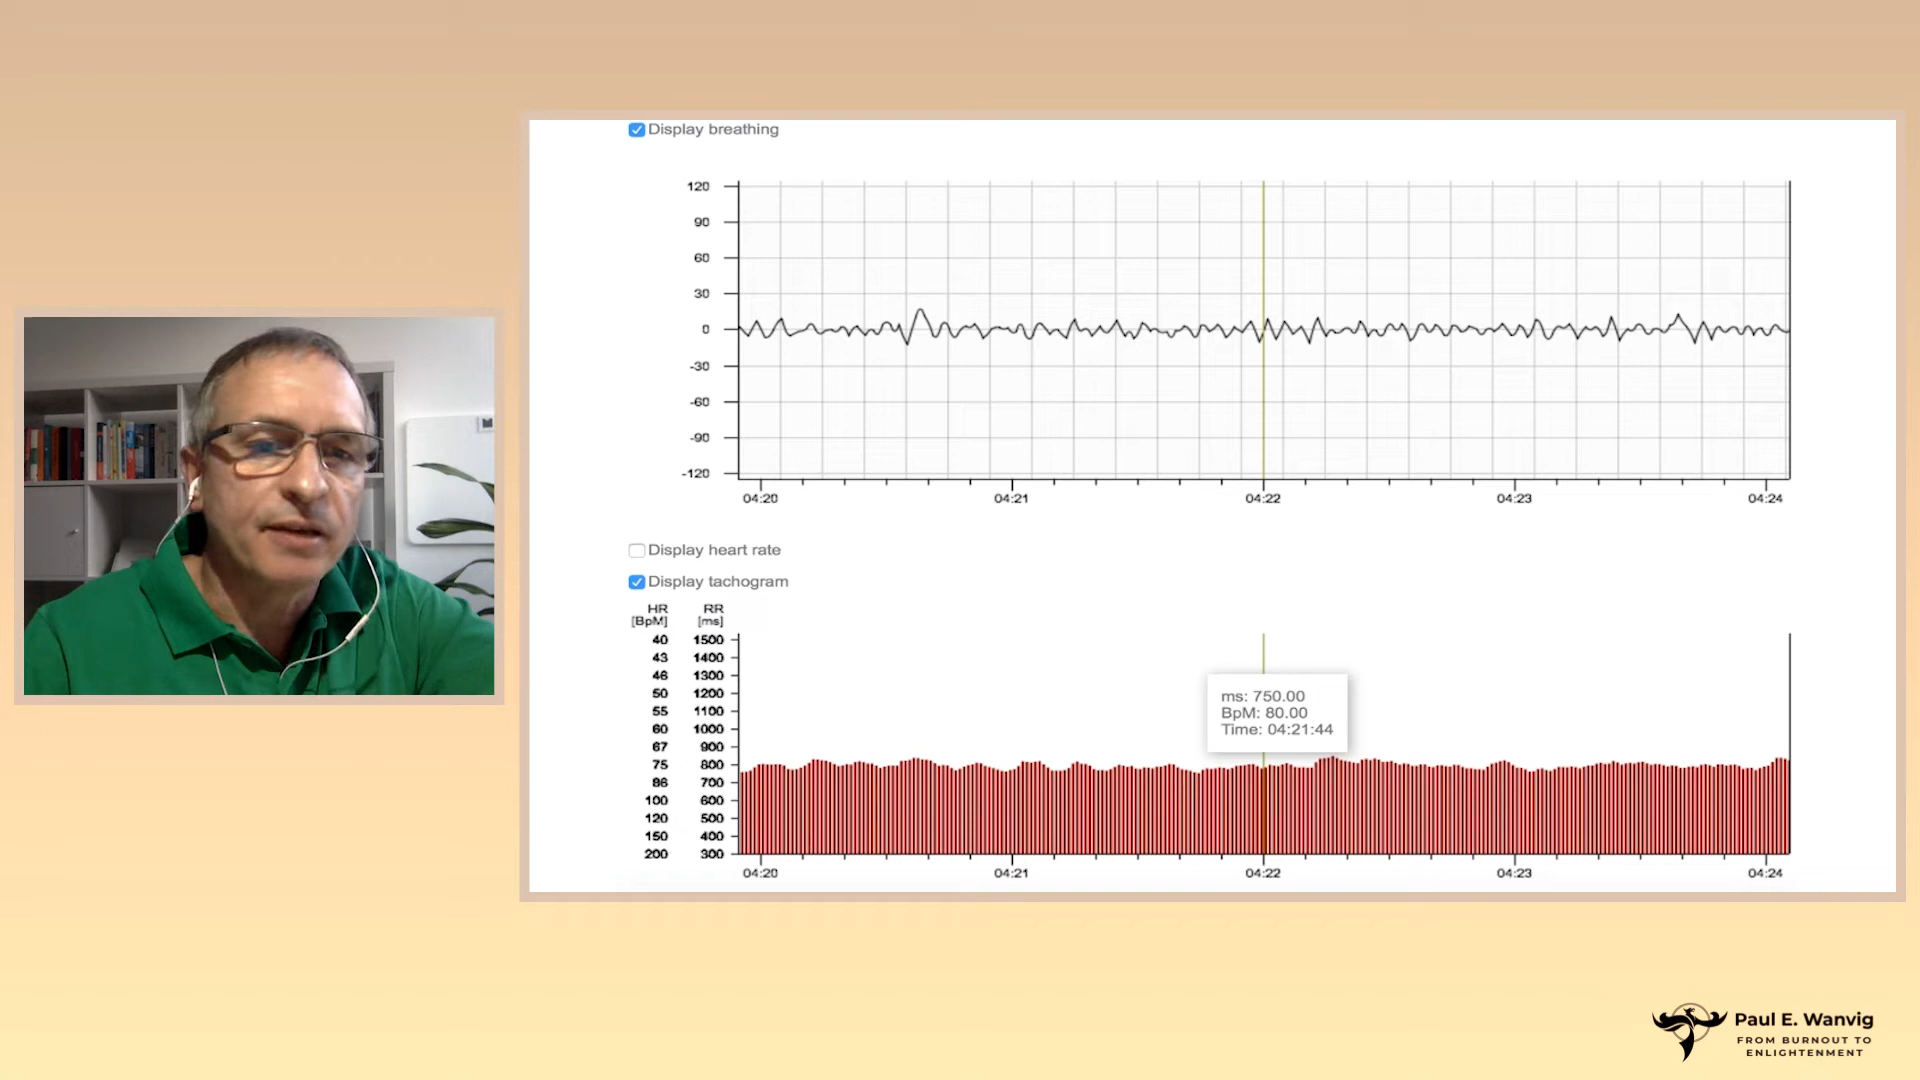 Display breathing
120
90
60
30
0
-30
-60
-90
-120
04:20 04:21 04:22 04:23 04:24
Display heart rate
Display tachogram
HR RR
[BpM] [ms]
40 1500
43 1400
46 1300
50 1200
55 1100
60 1000
67 900
75 800
86 700
100 600
120 500
150 400
200 300
ms: 750.00
BpM: 80.00
Time: 04:21:44
04:20 04:21 04:22 04:23 04:24
Paul E. Wanvig
FROM BURNOUT TO
ENLIGHTENMENT